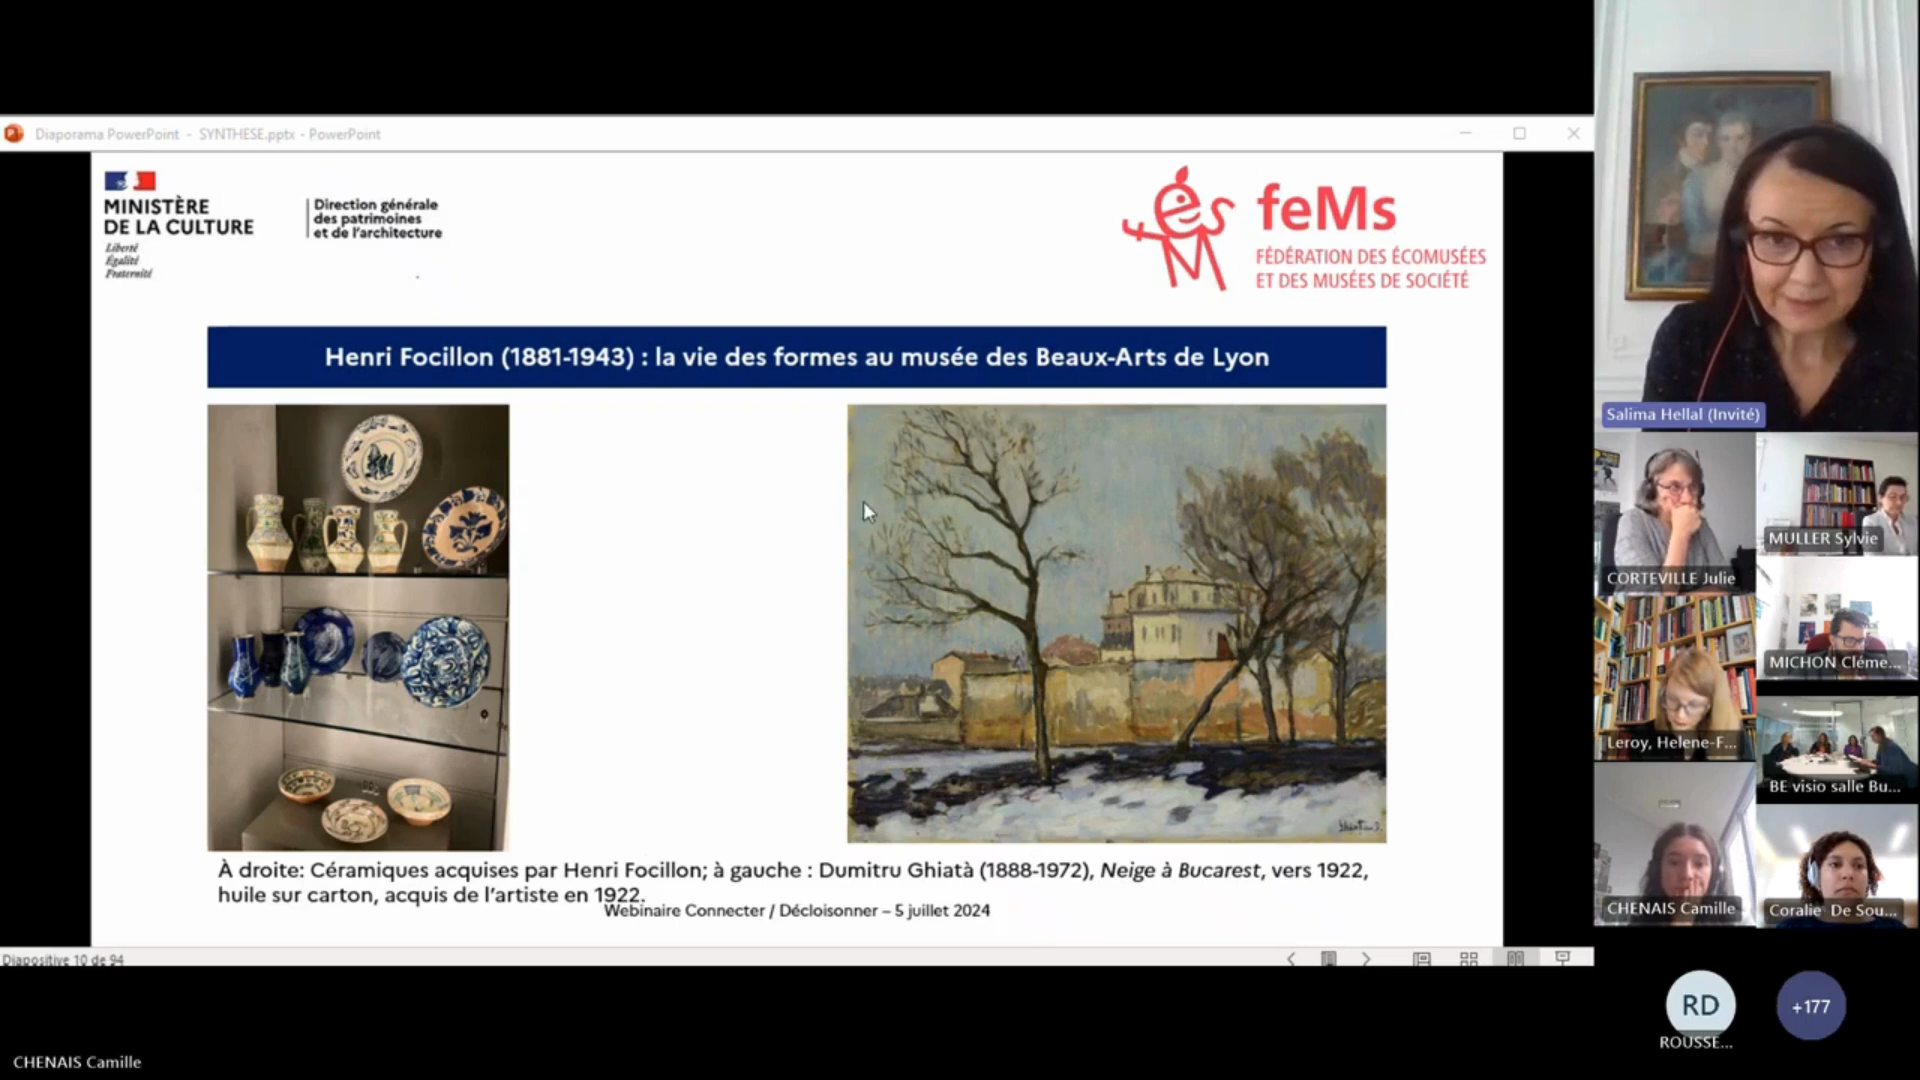 Diaporama PowerPoint - SYNTHESE.pptx - PowerPoint
MINISTÈRE
DE LA CULTURE
Liberté
Égalité
Fraternité
Direction générale
des patrimoines
et de l'architecture
feMs
FÉDÉRATION DES ÉCOMUSÉES
ET DES MUSÉES DE SOCIÉTÉ
Henri Focillon (1881-1943) : la vie des formes au musée des Beaux-Arts de Lyon
À droite: Céramiques acquises par Henri Focillon; à gauche : Dumitru Ghiatà (1888-1972), Neige à Bucarest, vers 1922,
huile sur carton, acquis de l'artiste en 1922.
Webinaire Connecter / Décloisonner – 5 juillet 2024
Diapositive 10 de 94
Salima Hellal (Invité)
CORTEVILLE Julie
MULLER Sylvie
MICHON Cléme...
Leroy, Helene-F...
BE visio salle Bu...
CHENAIS Camille
Coralie De Sou...
RD
+177
ROUSSE...
CHENAIS Camille